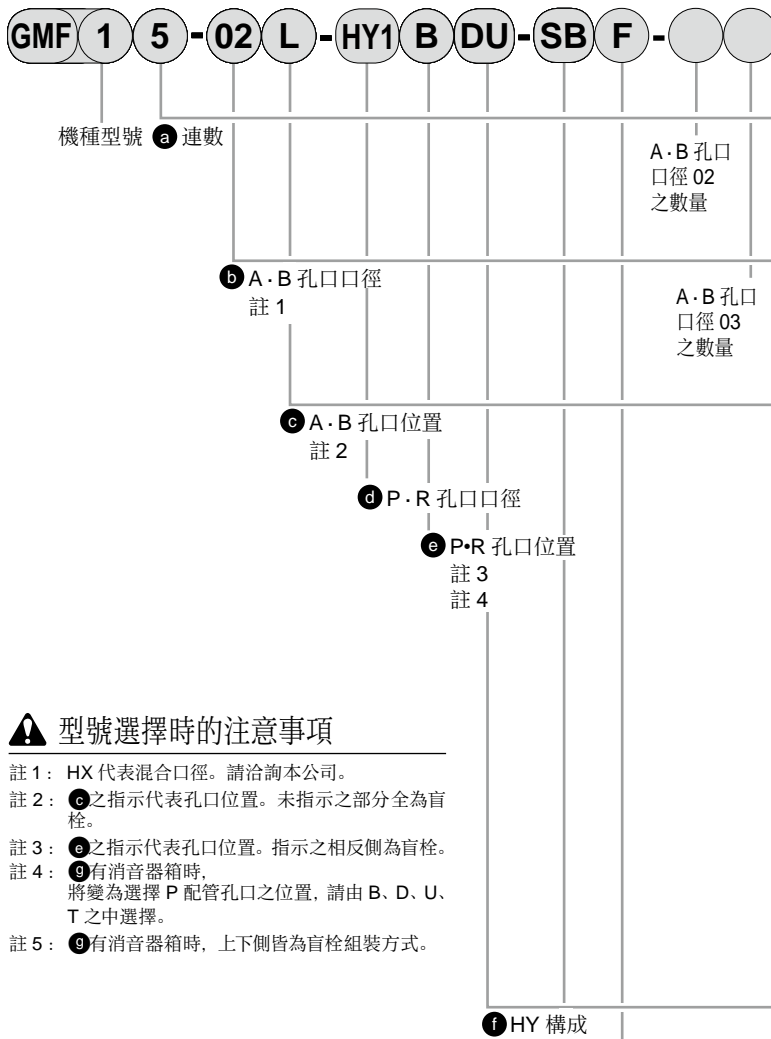 GMF 1 5 - 02 L - HY1 B DU - SB F -
機種型號 a 連數
A·B 孔口
口徑 02
之數量
b A·B 孔口口徑
註 1
A·B 孔口
口徑 03
之數量
c A·B 孔口位置
註 2
d P·R 孔口口徑
e P•R 孔口位置
註 3
註 4
型號選擇時的注意事項
註 1： HX 代表混合口徑。請洽詢本公司。
註 2： c之指示代表孔口位置。未指示之部分全為盲
栓。
註 3： e之指示代表孔口位置。指示之相反側為盲栓。
註 4： g有消音器箱時，
將變為選擇 P 配管孔口之位置，請由 B、D、U、
T 之中選擇。
註 5： g有消音器箱時，上下側皆為盲栓組裝方式。
f HY 構成